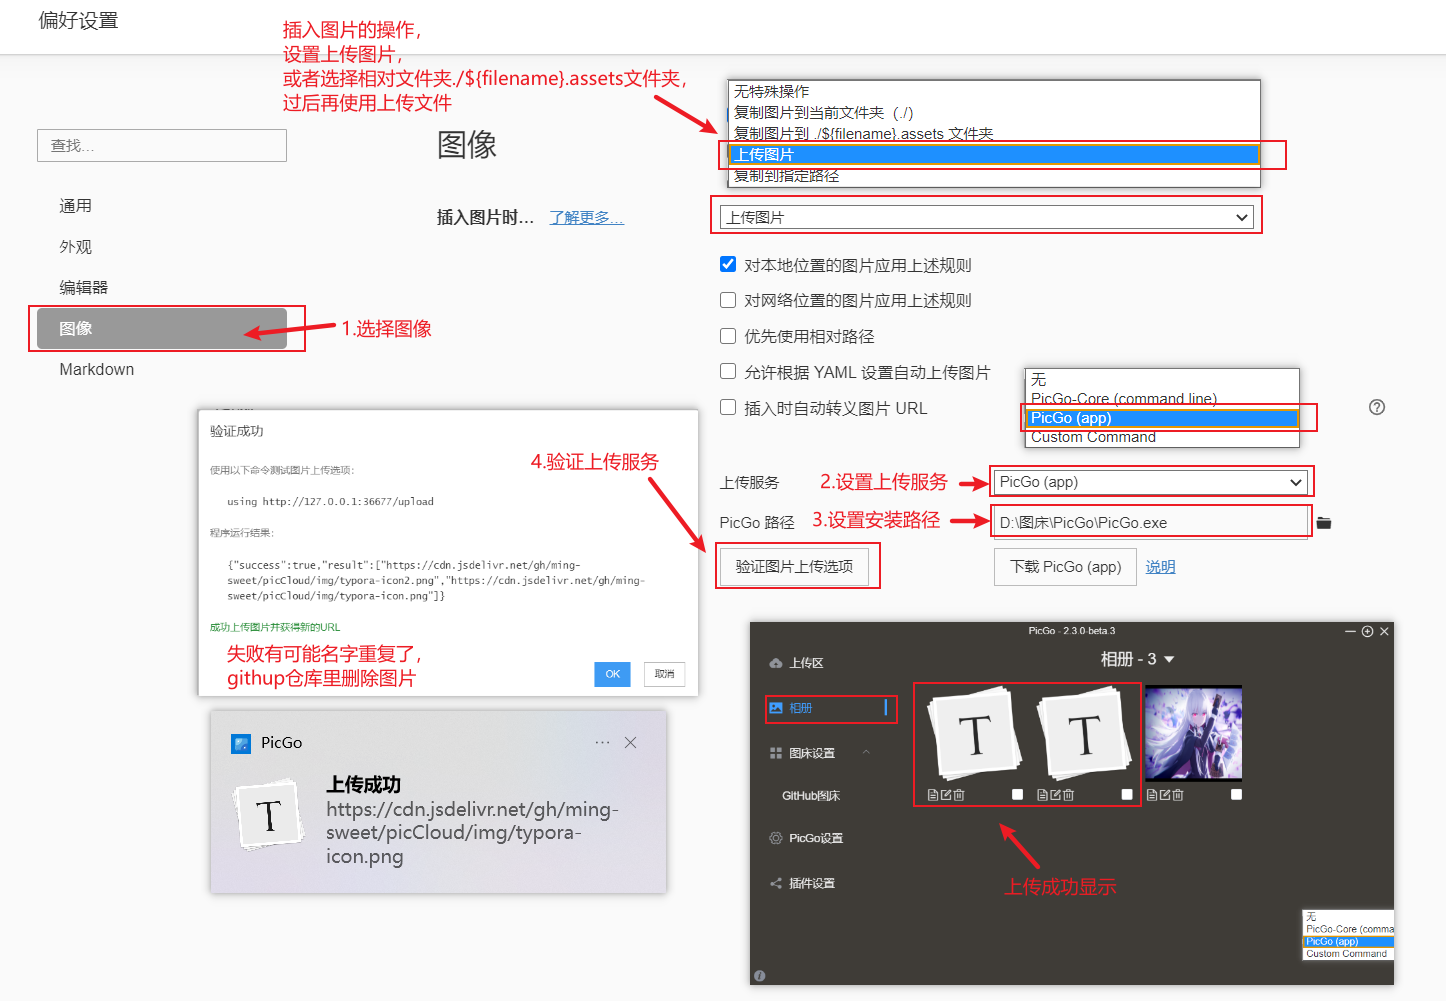 偏好设置
插入图片的操作，
设置上传图片，
或者选择相对文件夹./${filename}.assets文件夹，
过后再使用上传文件
查找...
图像
无特殊操作
复制图片到当前文件夹（./）
复制图片到 ./${filename}.assets 文件夹
上传图片
复制到指定路径
通用
外观
编辑器
图像
Markdown
1.选择图像
插入图片时... 了解更多...
上传图片
对本地位置的图片应用上述规则
对网络位置的图片应用上述规则
优先使用相对路径
允许根据 YAML 设置自动上传图片
插入时自动转义图片 URL
无
PicGo-Core (command line)
PicGo (app)
Custom Command
上传服务
2.设置上传服务
PicGo (app)
PicGo 路径
3.设置安装路径
D:\图床\PicGo\PicGo.exe
4.验证上传服务
验证图片上传选项
下载 PicGo (app)
说明
验证成功
使用以下命令测试图片上传选项：
using http://127.0.0.1:36677/upload
程序运行结果：
{"success":true,"result":["https://cdn.jsdelivr.net/gh/ming-
sweet/picCloud/img/typora-icon2.png","https://cdn.jsdelivr.net/gh/ming-
sweet/picCloud/img/typora-icon.png"]}
成功上传图片并获得新的URL
失败有可能名字重复了，
githup仓库里删除图片
OK
取消
PicGo
T
上传成功
https://cdn.jsdelivr.net/gh/ming-
sweet/picCloud/img/typora-
icon.png
PicGo - 2.3.0-beta.3
相册 - 3
上传区
相册
图床设置
GitHub图床
PicGo设置
插件设置
T
T
上传成功显示
无
PicGo-Core (comma
PicGo (app)
Custom Command